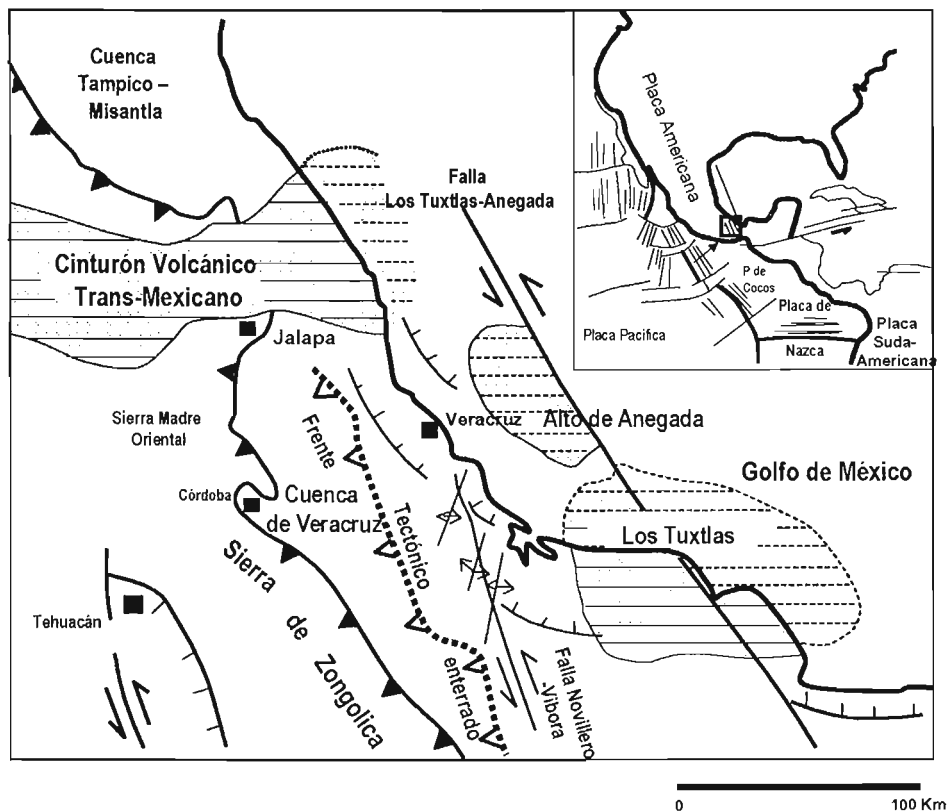 Cuenca
Tampico –
Misantla
Falla
Los Tuxtlas-Anegada
Cinturón Volcánico
Trans-Mexicano
Jalapa
Sierra Madre
Oriental
Córdoba
Cuenca
de Veracruz
Frente
Tectónico
enterrado
Veracruz
Alto de Anegada
Golfo de México
Los Tuxtlas
Tehuacán
Sierra
de
Zongolica
Falla Novillero
-Vibora
Placa Americana
P de
Cocos
Placa de
Nazca
Placa Pacifica
Placa
Suda-
Americana
0 100 Km